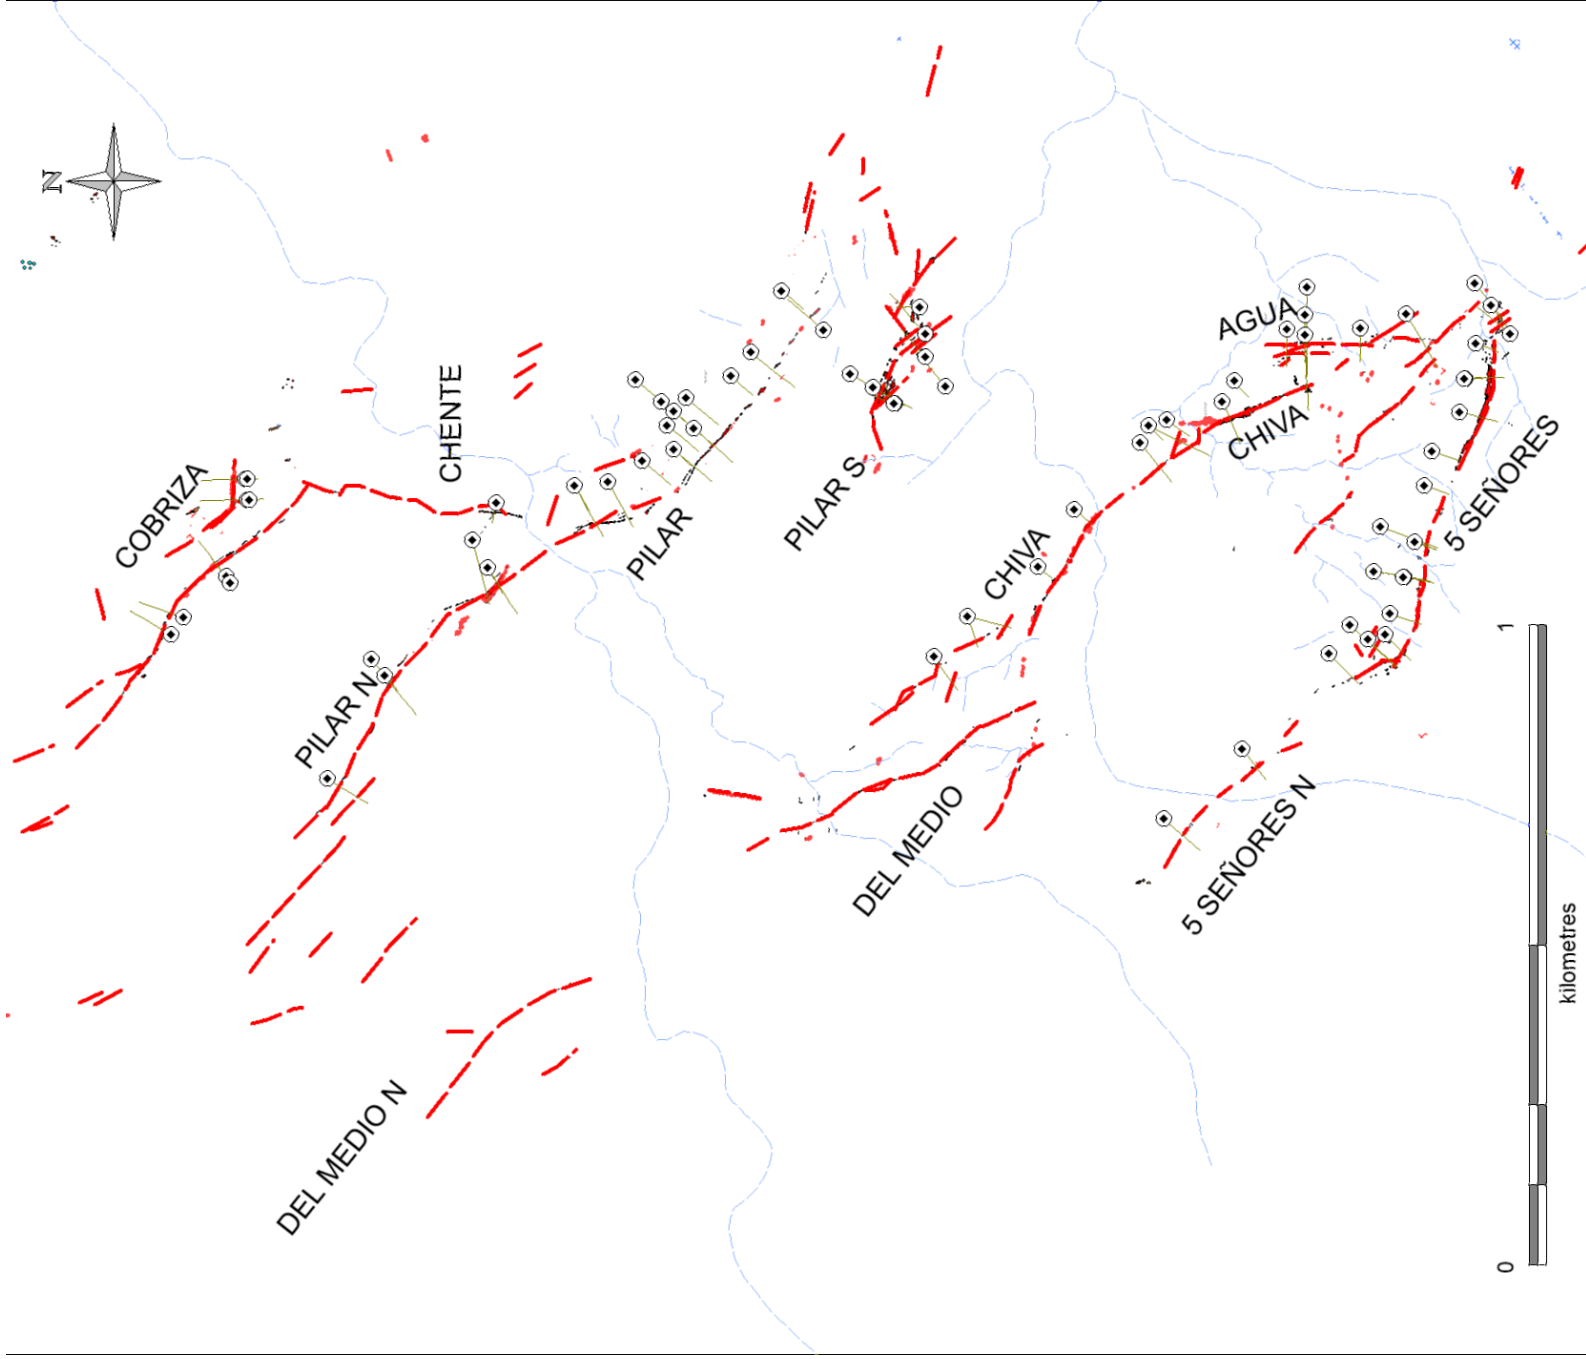 N
AGUA
CHENTE
COBRIZA
CHIVA
PILAR S
5 SEÑORES
PILAR
CHIVA
PILAR N
1
DEL MEDIO
5 SEÑORES N
kilometres
DEL MEDIO N
0